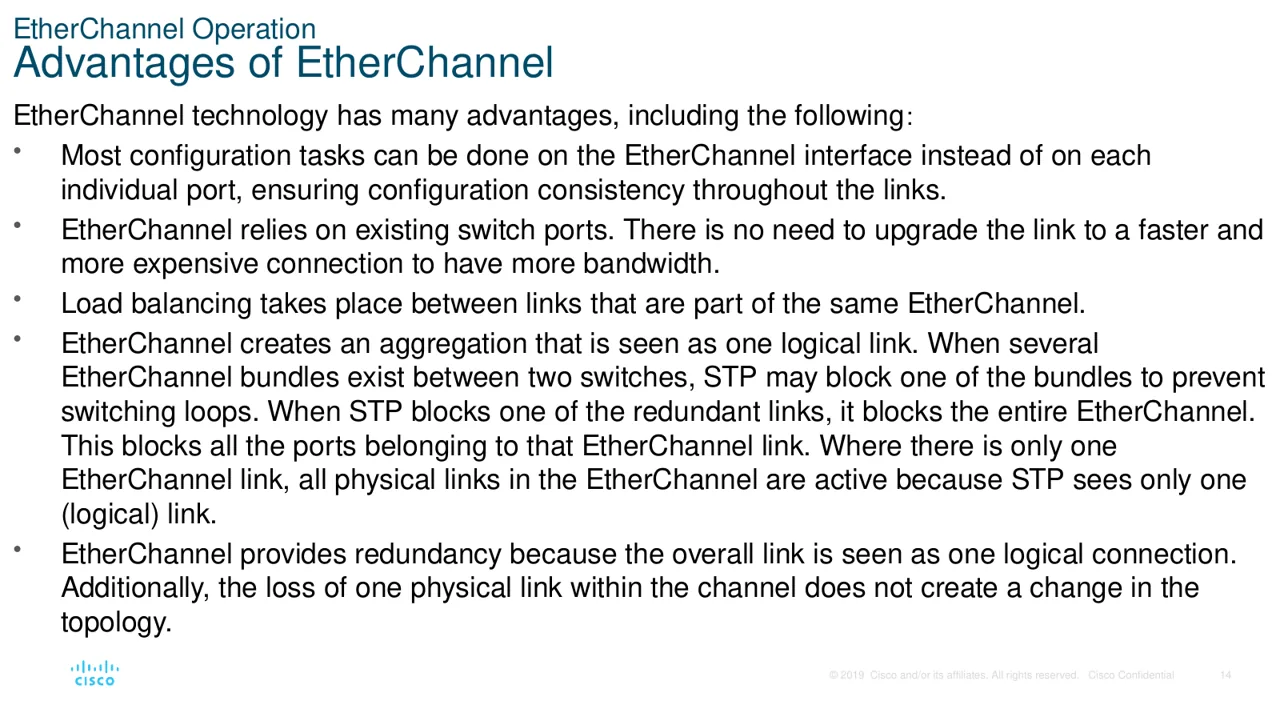 EtherChannel Operation
Advantages of EtherChannel
EtherChannel technology has many advantages, including the following:
• Most configuration tasks can be done on the EtherChannel interface instead of on each
individual port, ensuring configuration consistency throughout the links.
• EtherChannel relies on existing switch ports. There is no need to upgrade the link to a faster and
more expensive connection to have more bandwidth.
• Load balancing takes place between links that are part of the same EtherChannel.
• EtherChannel creates an aggregation that is seen as one logical link. When several
EtherChannel bundles exist between two switches, STP may block one of the bundles to prevent
switching loops. When STP blocks one of the redundant links, it blocks the entire EtherChannel.
This blocks all the ports belonging to that EtherChannel link. Where there is only one
EtherChannel link, all physical links in the EtherChannel are active because STP sees only one
(logical) link.
• EtherChannel provides redundancy because the overall link is seen as one logical connection.
Additionally, the loss of one physical link within the channel does not create a change in the
topology.
CISCO
© 2019 Cisco and/or its affiliates. All rights reserved. Cisco Confidential 14